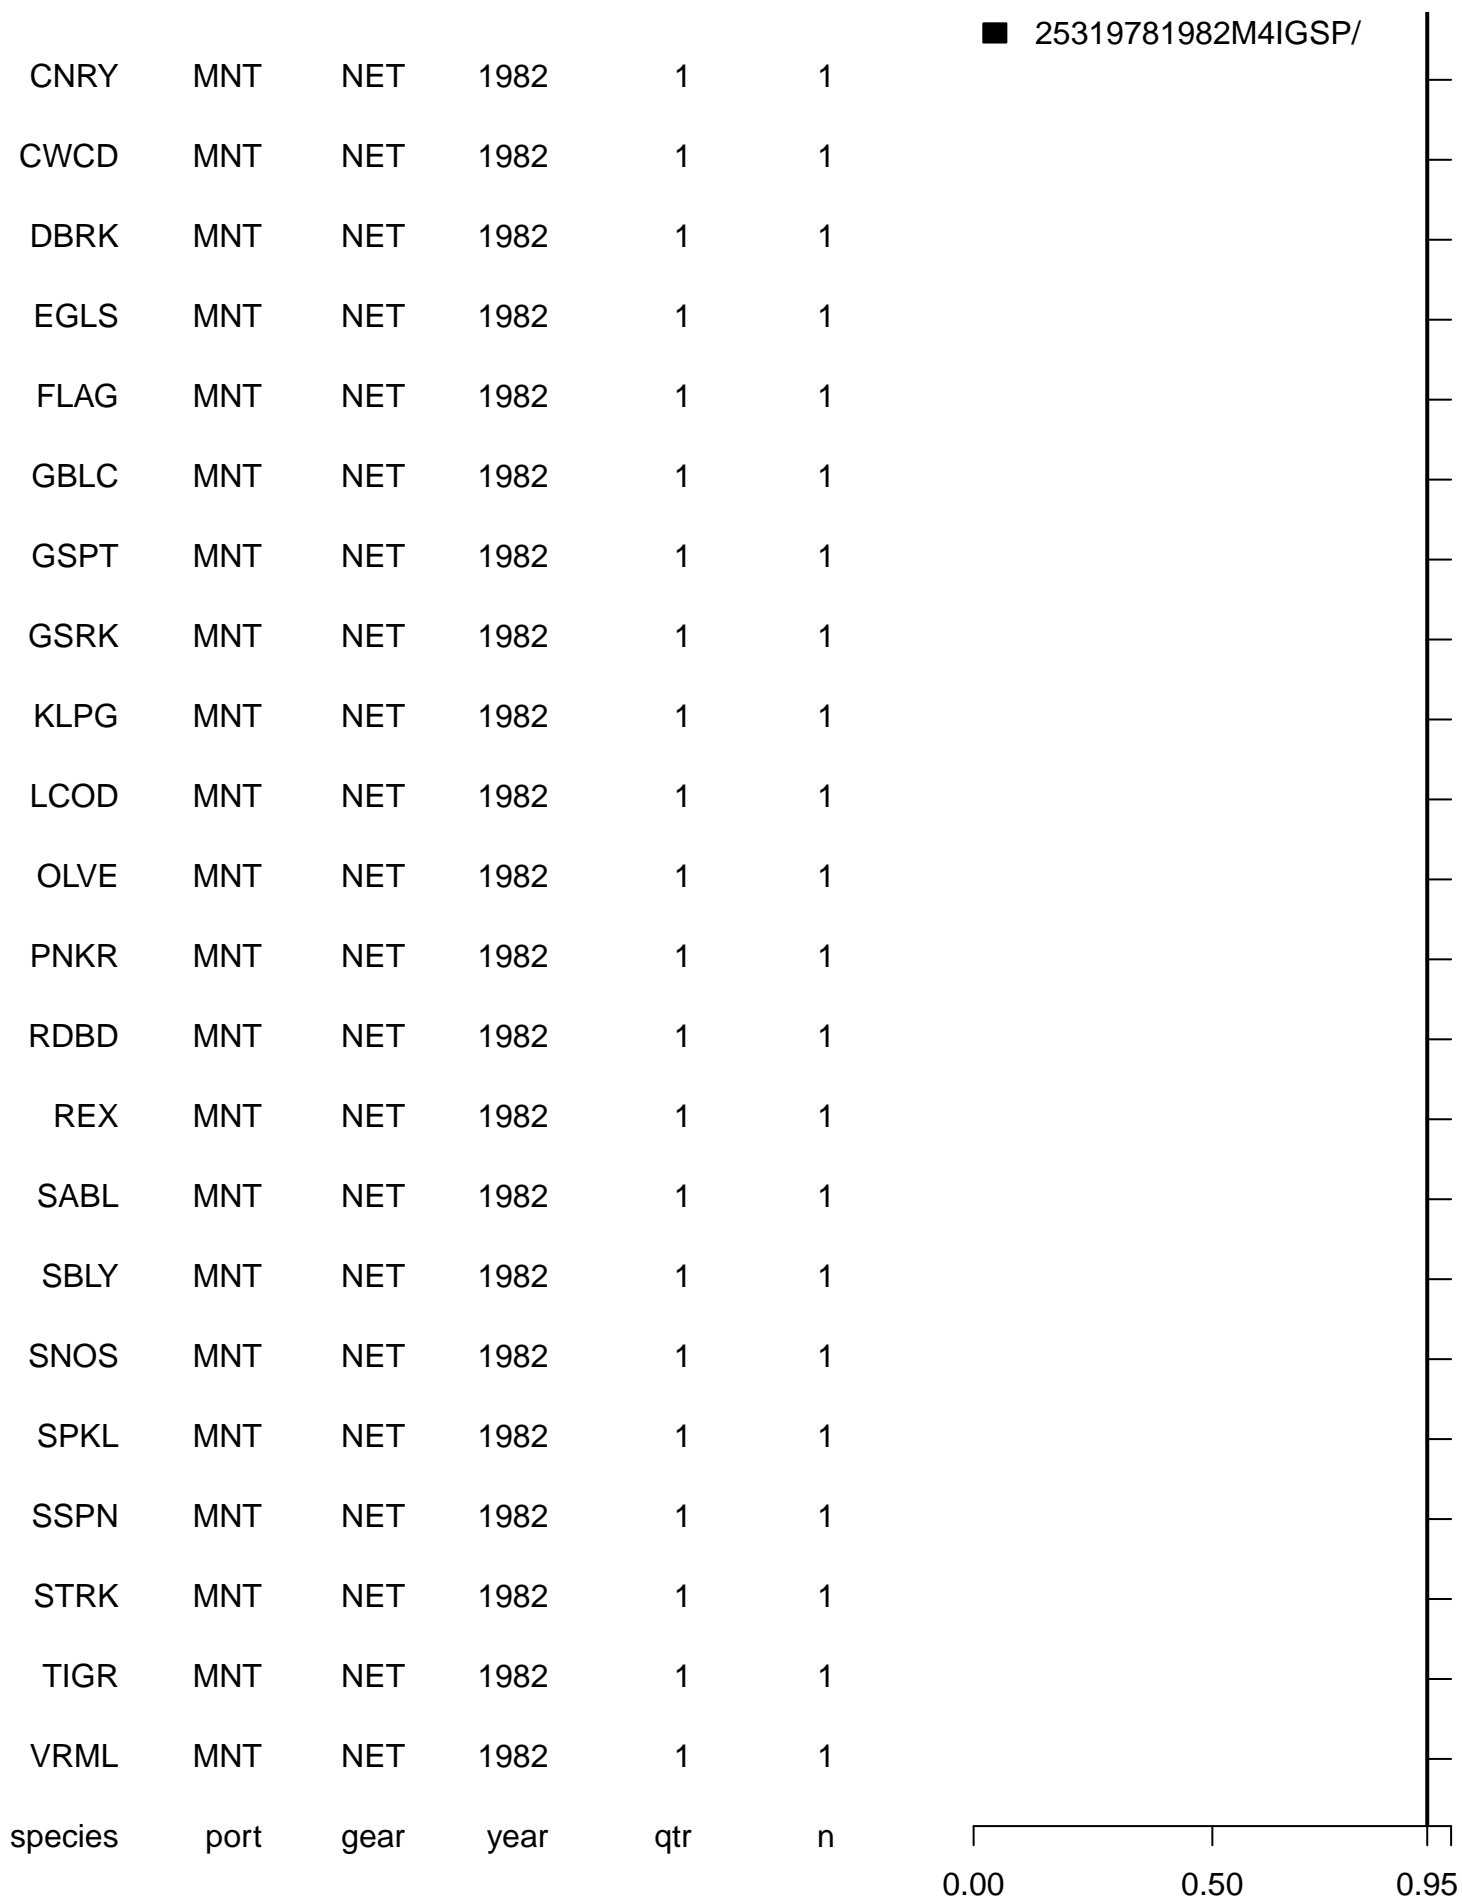 25319781982M4IGSP/
CNRY MNT NET 1982 1 1
CWCD MNT NET 1982 1 1
DBRK MNT NET 1982 1 1
EGLS MNT NET 1982 1 1
FLAG MNT NET 1982 1 1
GBLC MNT NET 1982 1 1
GSPT MNT NET 1982 1 1
GSRK MNT NET 1982 1 1
KLPG MNT NET 1982 1 1
LCOD MNT NET 1982 1 1
OLVE MNT NET 1982 1 1
PNKR MNT NET 1982 1 1
RDBD MNT NET 1982 1 1
REX MNT NET 1982 1 1
SABL MNT NET 1982 1 1
SBLY MNT NET 1982 1 1
SNOS MNT NET 1982 1 1
SPKL MNT NET 1982 1 1
SSPN MNT NET 1982 1 1
STRK MNT NET 1982 1 1
TIGR MNT NET 1982 1 1
VRML MNT NET 1982 1 1
species port gear year qtr n
0.00 0.50 0.95